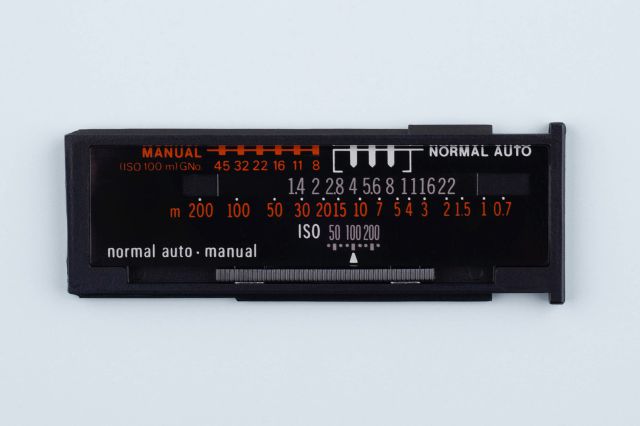 MANUAL NORMAL AUTO
(ISO 100 m) GNo. 45 32 22 16 11 8
1.4 2 2.8 4 5.6 8 11 16 22
m 200 100 50 30 20 15 10 7 5 4 3 2 1.5 1 0.7
ISO 50 100 200
normal auto · manual